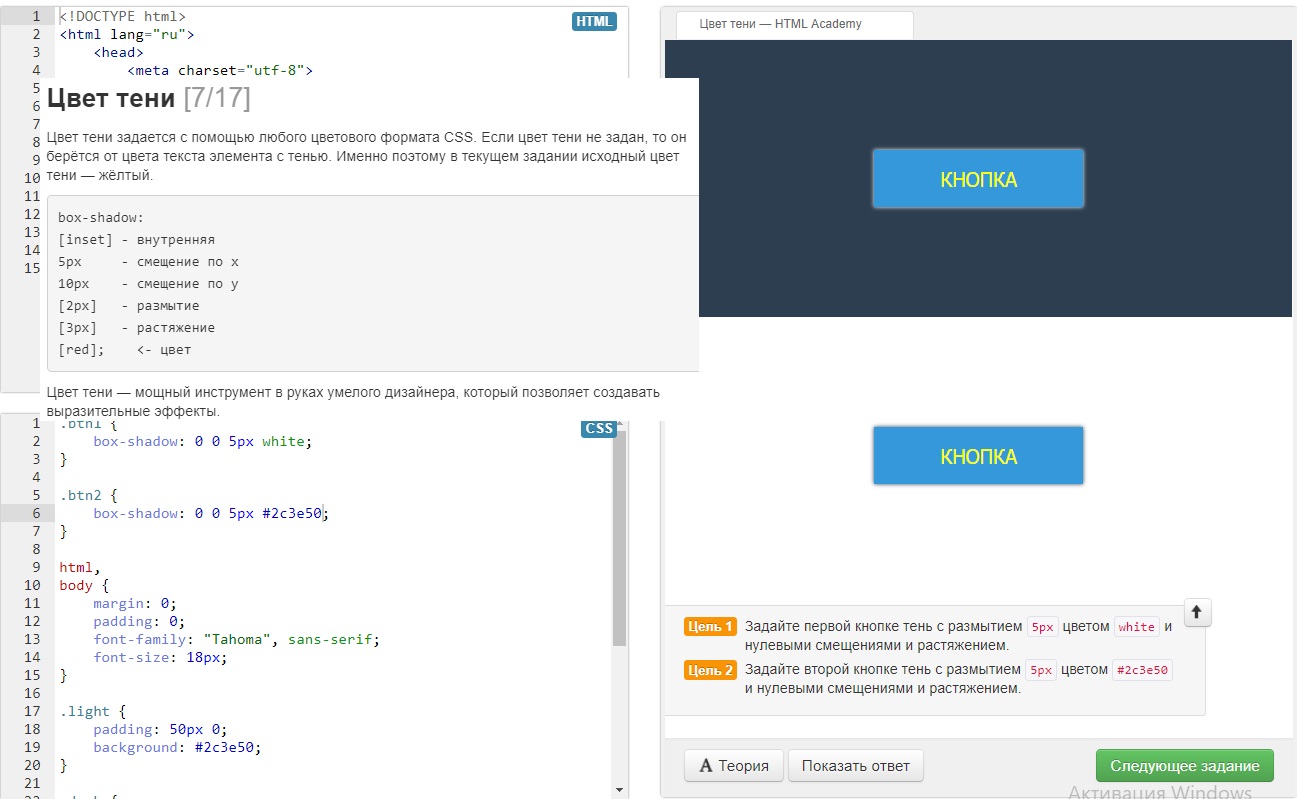 1 <!DOCTYPE html>
HTML
2 <html lang="ru">
3 <head>
4 <meta charset="utf-8">
5
6
7
8
9
10
11
12
13
14
15
Цвет тени [7/17]
Цвет тени задается с помощью любого цветового формата CSS. Если цвет тени не задан, то он
берётся от цвета текста элемента с тенью. Именно поэтому в текущем задании исходный цвет
тени — жёлтый.
box-shadow:
[inset] - внутренняя
5px - смещение по x
10px - смещение по y
[2px] - размытие
[3px] - растяжение
[red]; <- цвет
Цвет тени — мощный инструмент в руках умелого дизайнера, который позволяет создавать
выразительные эффекты.
CSS
1 .btn1 {
2 box-shadow: 0 0 5px white;
3 }
4
5 .btn2 {
6 box-shadow: 0 0 5px #2c3e50;
7 }
8
9 html,
10 body {
11 margin: 0;
12 padding: 0;
13 font-family: "Tahoma", sans-serif;
14 font-size: 18px;
15 }
16
17 .light {
18 padding: 50px 0;
19 background: #2c3e50;
20 }
21
Цвет тени — HTML Academy
КНОПКА
КНОПКА
Цель 1 Задайте первой кнопке тень с размытием 5px цветом white и
нулевыми смещениями и растяжением.
Цель 2 Задайте второй кнопке тень с размытием 5px цветом #2c3e50
и нулевыми смещениями и растяжением.
A Теория
Показать ответ
Следующее задание
Активация Windows